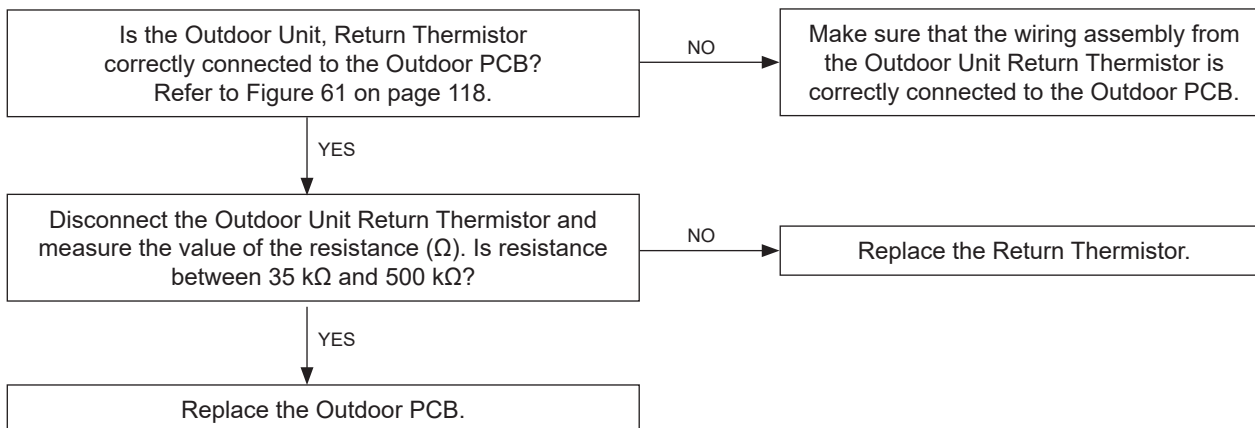 Is the Outdoor Unit, Return Thermistor
correctly connected to the Outdoor PCB?
Refer to Figure 61 on page 118.
NO
Make sure that the wiring assembly from
the Outdoor Unit Return Thermistor is
correctly connected to the Outdoor PCB.
YES
Disconnect the Outdoor Unit Return Thermistor and
measure the value of the resistance (Ω). Is resistance
between 35 kΩ and 500 kΩ?
NO
Replace the Return Thermistor.
YES
Replace the Outdoor PCB.